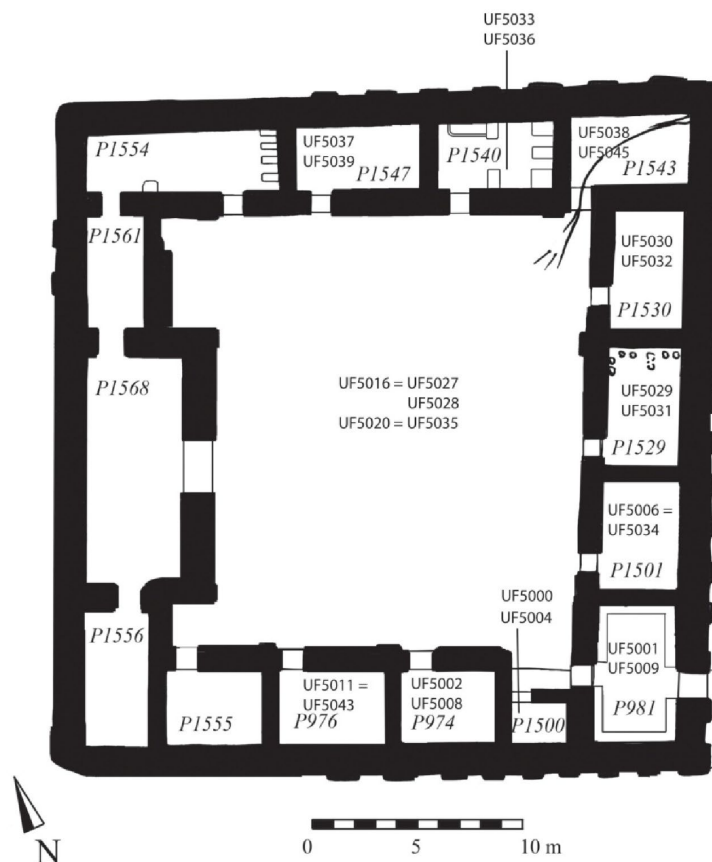 UF5033
UF5036
P1554
UF5037
UF5039
P1547
P1540
UF5038
UF5045
P1543
P1561
UF5030
UF5032
P1530
P1568
UF5016 = UF5027
UF5028
UF5020 = UF5035
UF5029
UF5031
P1529
UF5006 =
UF5034
P1501
UF5000
UF5004
P1556
UF5001
UF5009
P981
P1555
UF5011 =
UF5043
P976
UF5002
UF5008
P974
P1500
N
0 5 10 m